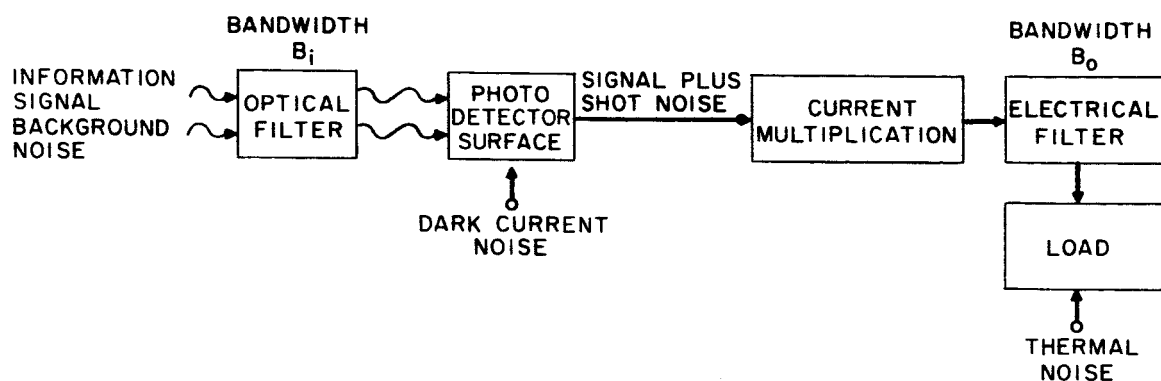 BANDWIDTH
Bi
INFORMATION
SIGNAL
BACKGROUND
NOISE
OPTICAL
FILTER
PHOTO
DETECTOR
SURFACE
DARK CURRENT
NOISE
SIGNAL PLUS
SHOT NOISE
CURRENT
MULTIPLICATION
BANDWIDTH
Bo
ELECTRICAL
FILTER
LOAD
THERMAL
NOISE